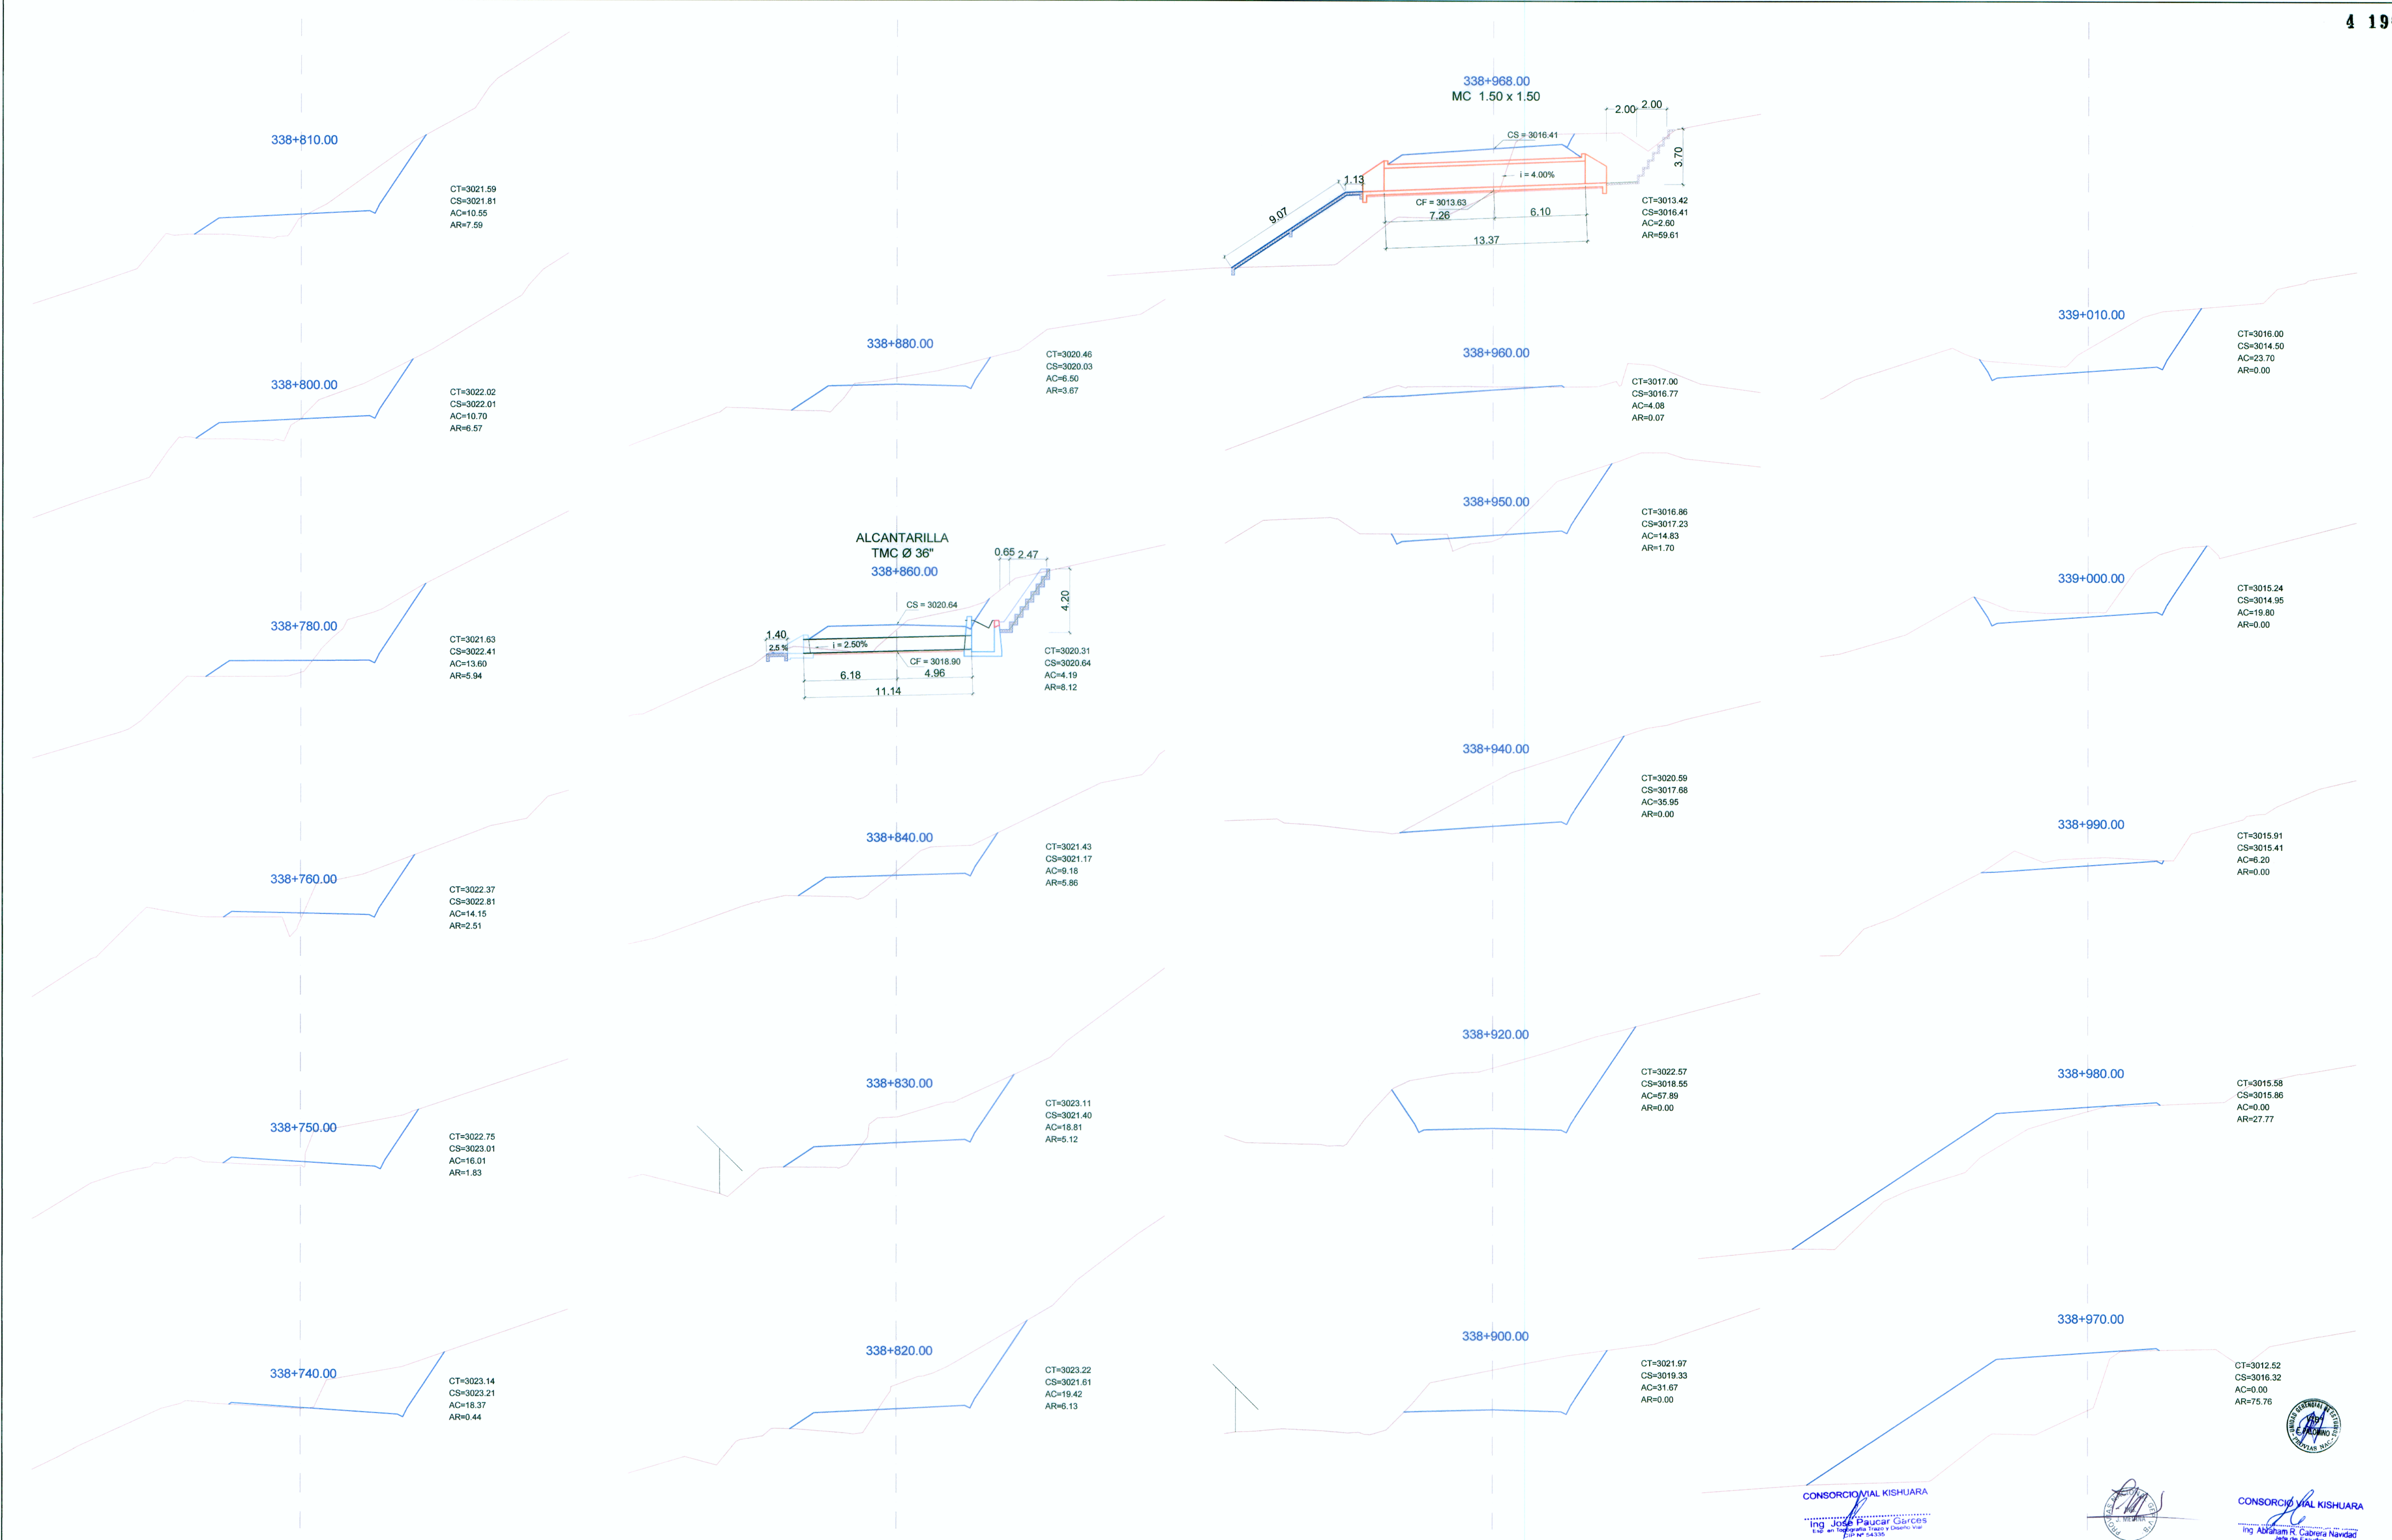 4 19
338+810.00
CT=3021.59
CS=3021.81
AC=10.55
AR=7.59
338+800.00
CT=3022.02
CS=3022.01
AC=10.70
AR=6.57
338+780.00
CT=3021.63
CS=3022.41
AC=13.60
AR=5.94
338+760.00
CT=3022.37
CS=3022.81
AC=14.15
AR=2.51
338+750.00
CT=3022.75
CS=3023.01
AC=16.01
AR=1.83
338+740.00
CT=3023.14
CS=3023.21
AC=18.37
AR=0.44
338+880.00
CT=3020.46
CS=3020.03
AC=6.50
AR=3.67
ALCANTARILLA
TMC Ø 36"
338+860.00
0.65 2.47
CS = 3020.64
4.20
1.40
2.5 %
i = 2.50%
CF = 3018.90
6.18
4.96
11.14
CT=3020.31
CS=3020.64
AC=4.19
AR=8.12
338+840.00
CT=3021.43
CS=3021.17
AC=9.18
AR=5.86
338+830.00
CT=3023.11
CS=3021.40
AC=18.81
AR=5.12
338+820.00
CT=3023.22
CS=3021.61
AC=19.42
AR=6.13
338+968.00
MC 1.50 x 1.50
2.00 2.00
CS = 3016.41
3.70
1.13
i = 4.00%
9.07
CF = 3013.63
7.26
6.10
13.37
CT=3013.42
CS=3016.41
AC=2.60
AR=59.61
338+960.00
CT=3017.00
CS=3016.77
AC=4.08
AR=0.07
338+950.00
CT=3016.86
CS=3017.23
AC=14.83
AR=1.70
338+940.00
CT=3020.59
CS=3017.68
AC=35.95
AR=0.00
338+920.00
CT=3022.57
CS=3018.55
AC=57.89
AR=0.00
338+900.00
CT=3021.97
CS=3019.33
AC=31.67
AR=0.00
339+010.00
CT=3016.00
CS=3014.50
AC=23.70
AR=0.00
339+000.00
CT=3015.24
CS=3014.95
AC=19.80
AR=0.00
338+990.00
CT=3015.91
CS=3015.41
AC=6.20
AR=0.00
338+980.00
CT=3015.58
CS=3015.86
AC=0.00
AR=27.77
338+970.00
CT=3012.52
CS=3016.32
AC=0.00
AR=75.76
CONSORCIO VIAL KISHUARA
Ing José Paucar Garces
Esp. en Topografia Trazo y Diseño Vial
CIP Nº 54335
CONSORCIO VIAL KISHUARA
Ing Abraham R. Cabrera Navidad